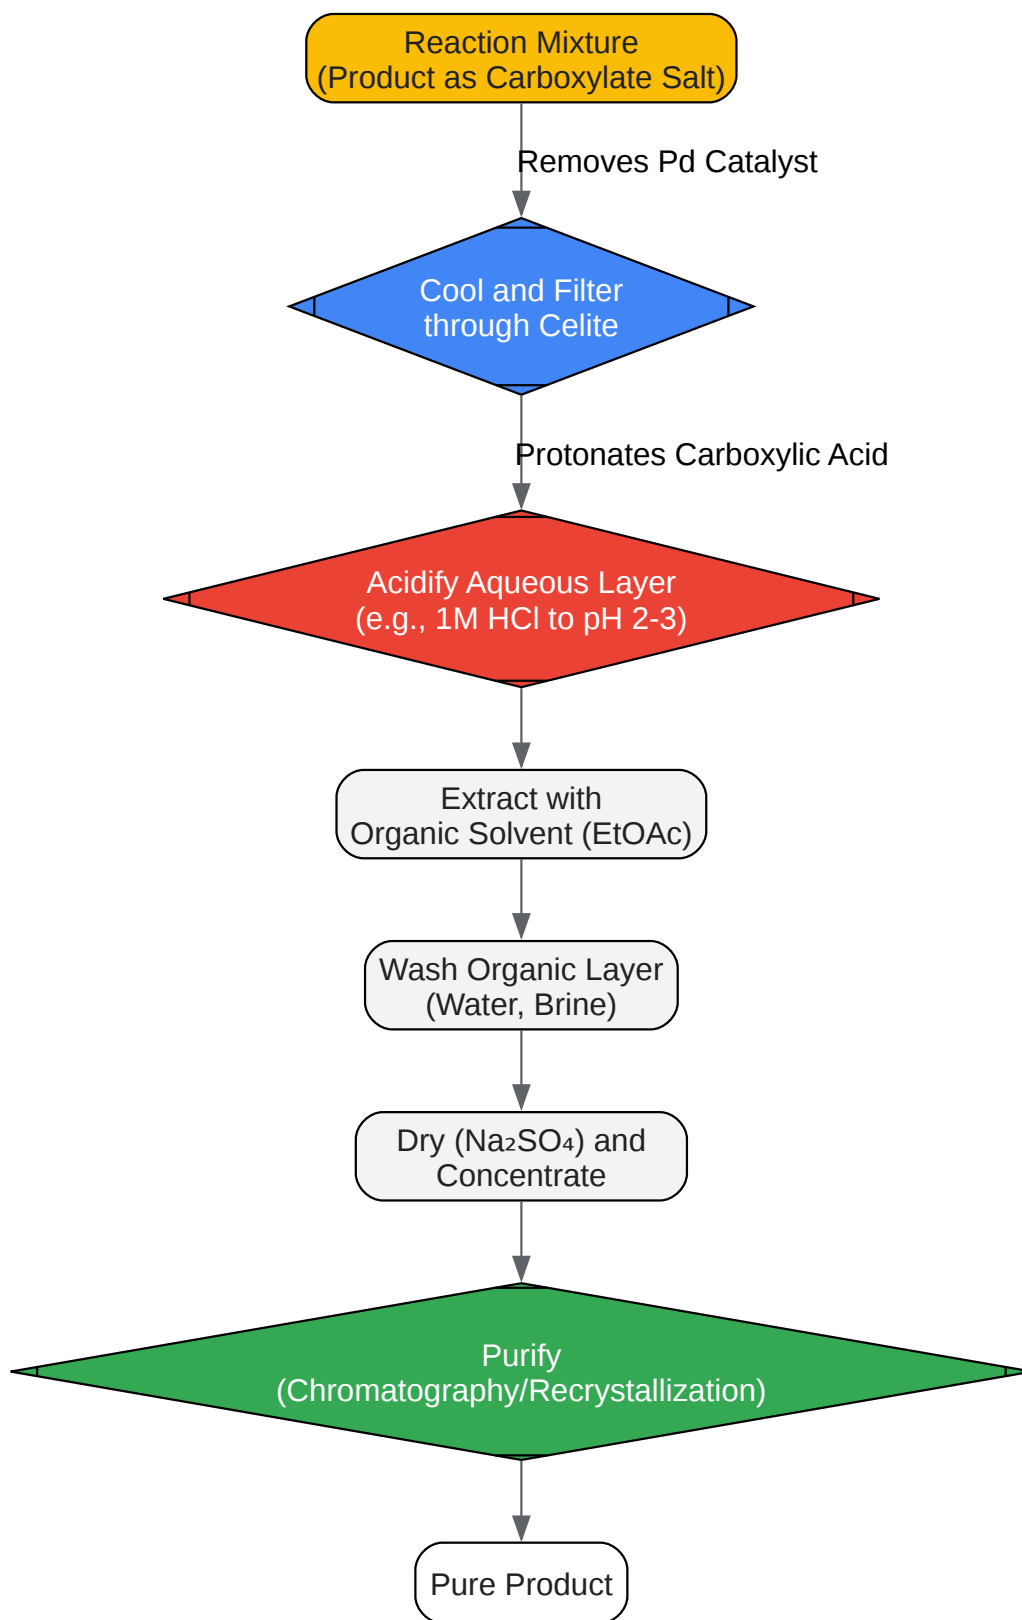 Reaction Mixture
(Product as Carboxylate Salt)
Removes Pd Catalyst
Cool and Filter
through Celite
Protonates Carboxylic Acid
Acidify Aqueous Layer
(e.g., 1M HCl to pH 2-3)
Extract with
Organic Solvent (EtOAc)
Wash Organic Layer
(Water, Brine)
Dry (Na₂SO₄) and
Concentrate
Purify
(Chromatography/Recrystallization)
Pure Product